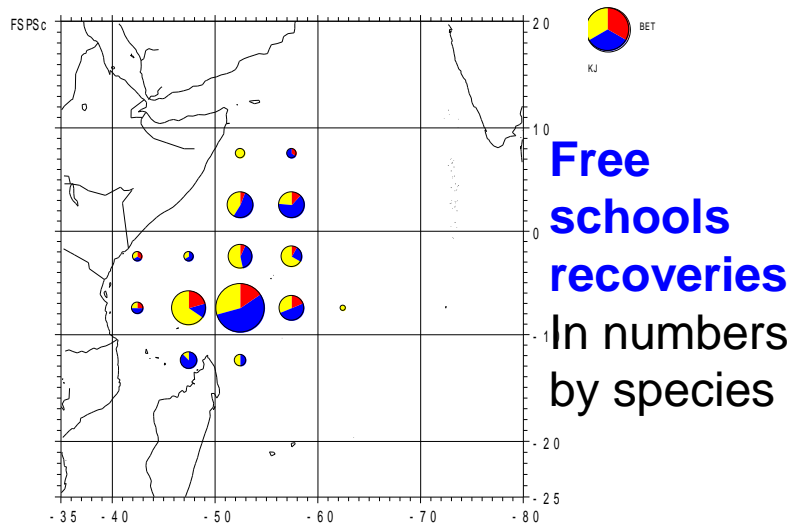 FSPSc
20
BET
KJ
10
Free
schools
recoveries
0
In numbers
-10
by species
-20
-25
-35 -40 -50 -60 -70 -80